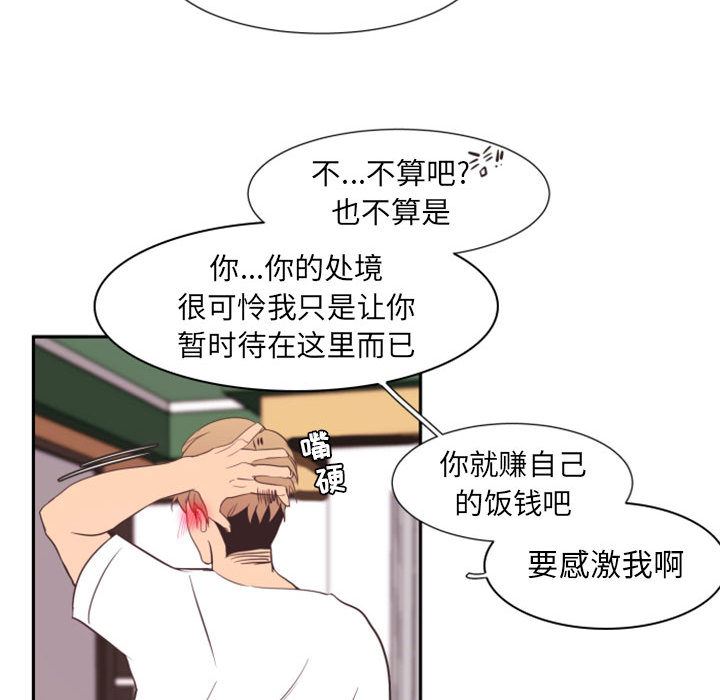 不...不算吧?
也不算是
你...你的处境
很可怜我只是让你
暂时待在这里而已
嘴
硬
你就赚自己
的饭钱吧
要感激我啊